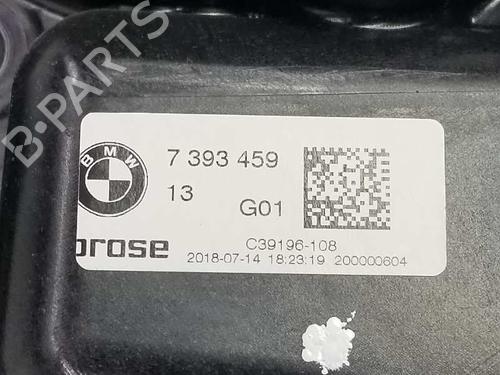 BMW
7 393 459
13 G01
brose
C39196-108
2018-07-14 18:23:19 200000604
B-Parts